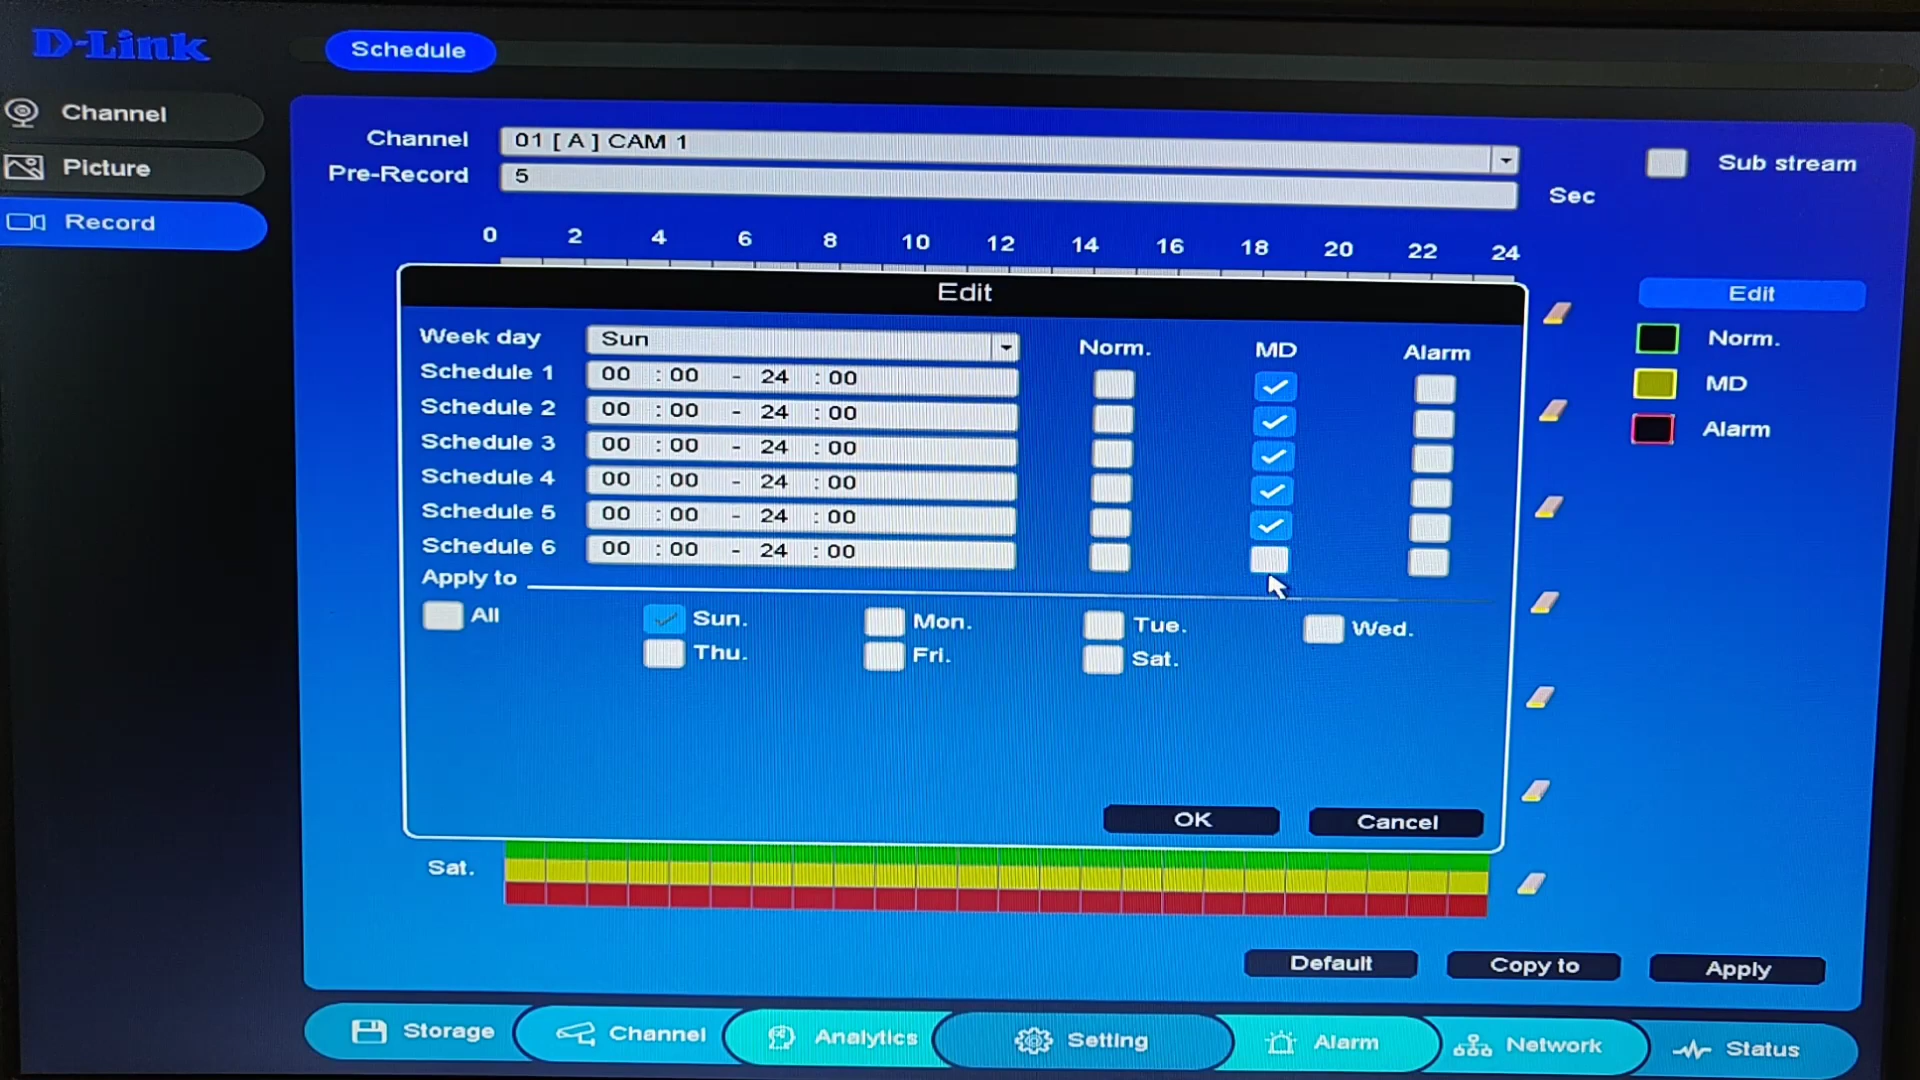 D-Link
Schedule
Channel
Picture
Record
Channel 01 [ A ] CAM 1
Sub stream
Pre-Record 5 Sec
0 2 4 6 8 10 12 14 16 18 20 22 24
Edit
Week day Sun Norm. MD Alarm
Schedule 1 00 : 00 - 24 : 00
Schedule 2 00 : 00 - 24 : 00
Schedule 3 00 : 00 - 24 : 00
Schedule 4 00 : 00 - 24 : 00
Schedule 5 00 : 00 - 24 : 00
Schedule 6 00 : 00 - 24 : 00
Apply to
All Sun. Mon. Tue. Wed.
Thu. Fri. Sat.
OK Cancel
Edit
Norm.
MD
Alarm
Sat.
Default Copy to Apply
Storage Channel Analytics Setting Alarm Network Status